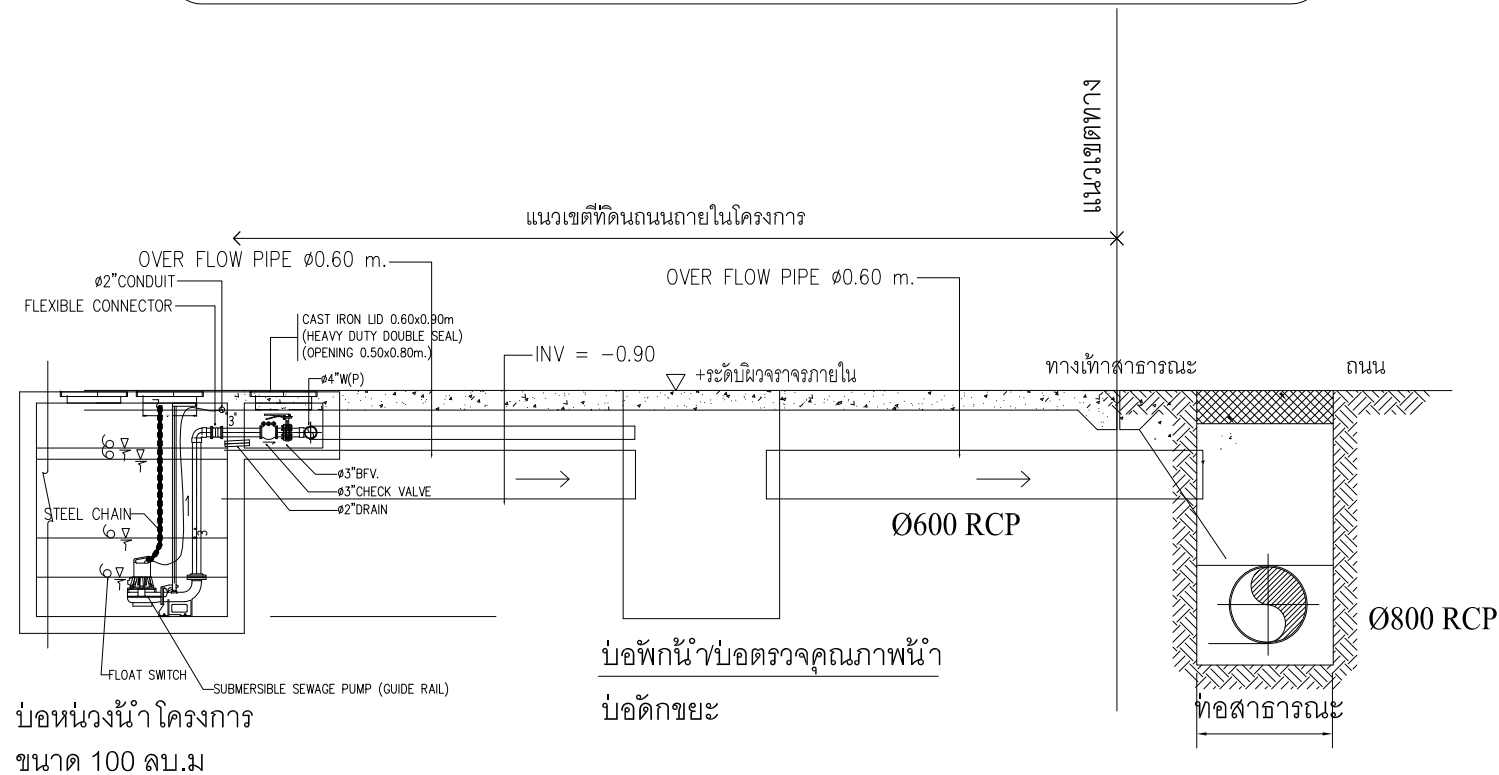 แนวเขตทาง
แนวเขตที่ดินถนนภายในโครงการ
OVER FLOW PIPE ø0.60 m.
OVER FLOW PIPE ø0.60 m.
ø2"CONDUIT
FLEXIBLE CONNECTOR
CAST IRON LID 0.60x0.90m
(HEAVY DUTY DOUBLE SEAL)
(OPENING 0.50x0.80m.)
INV = -0.90
ø4"W(P)
+ระดับผิวจราจรภายใน
ทางเท้าสาธารณะ
ถนน
3"
ø3"BFV.
ø3"CHECK VALVE
ø2"DRAIN
STEEL CHAIN
3"
Ø600 RCP
Ø800 RCP
FLOAT SWITCH
SUBMERSIBLE SEWAGE PUMP (GUIDE RAIL)
บ่อพักน้ำ/บ่อตรวจคุณภาพน้ำ
บ่อดักขยะ
ท่อสาธารณะ
บ่อหน่วงน้ำ โครงการ
ขนาด 100 ลบ.ม